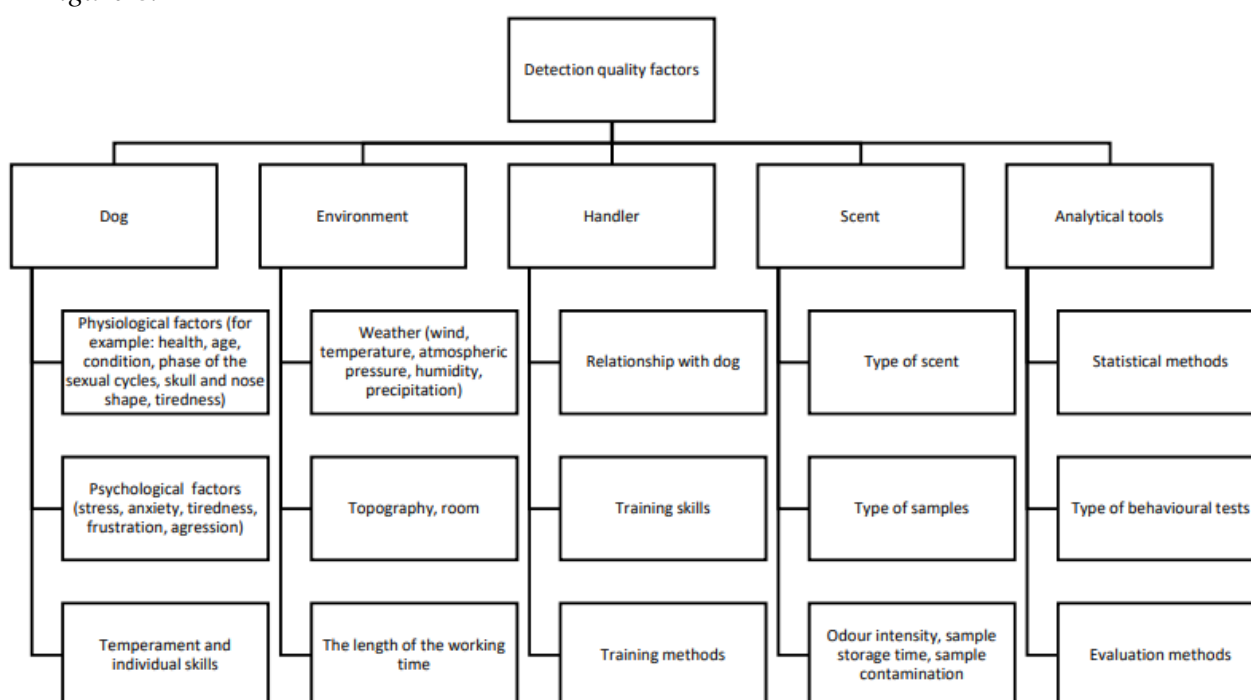 Detection quality factors
Dog
Environment
Handler
Scent
Analytical tools
Physiological factors (for
example: health, age,
condition, phase of the
sexual cycles, skull and nose
shape, tiredness)
Weather (wind,
temperature, atmospheric
pressure, humidity,
precipitation)
Relationship with dog
Type of scent
Statistical methods
Psychological factors
(stress, anxiety, tiredness,
frustration, agression)
Topography, room
Training skills
Type of samples
Type of behavioural tests
Temperament and
individual skills
The length of the working
time
Training methods
Odour intensity, sample
storage time, sample
contamination
Evaluation methods